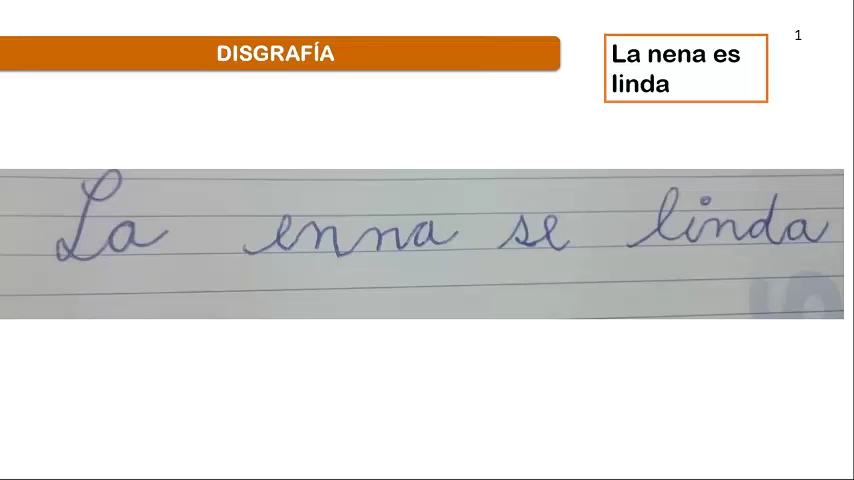 1
DISGRAFÍA
La nena es
linda
La enna se linda